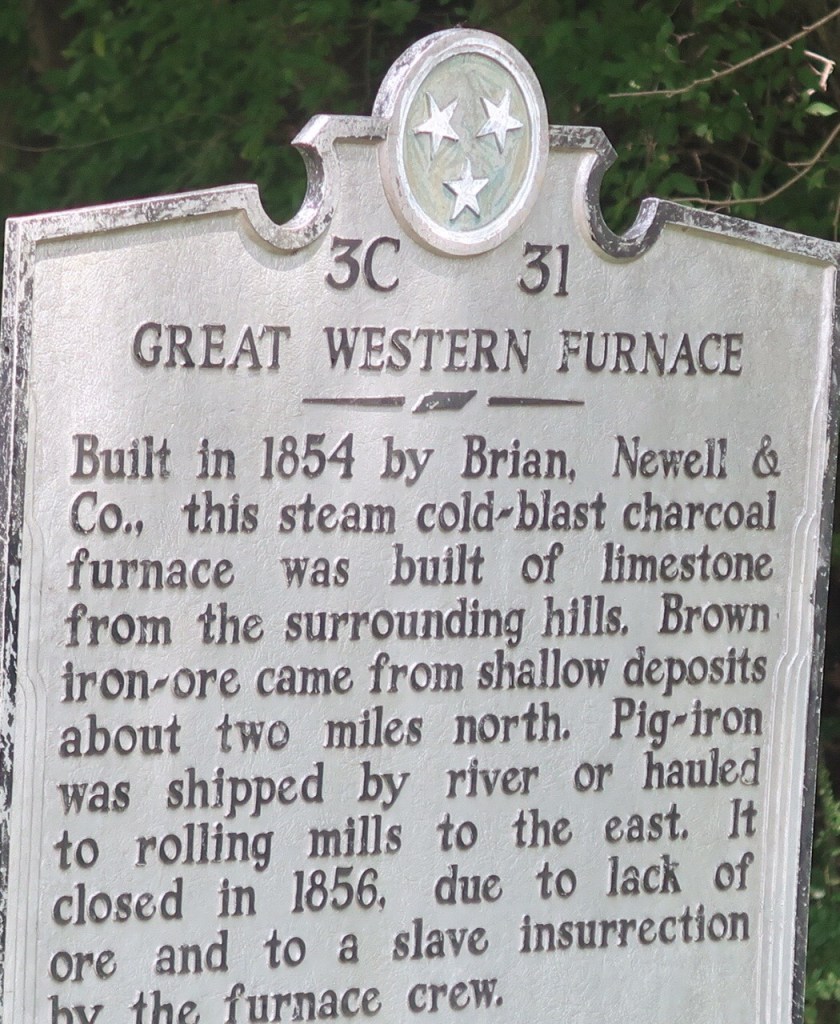 3C 31
GREAT WESTERN FURNACE
Built in 1854 by Brian, Newell &
Co., this steam cold-blast charcoal
furnace was built of limestone
from the surrounding hills. Brown
iron-ore came from shallow deposits
about two miles north. Pig-iron
was shipped by river or hauled
to rolling mills to the east. It
closed in 1856, due to lack of
ore and to a slave insurrection
by the furnace crew.